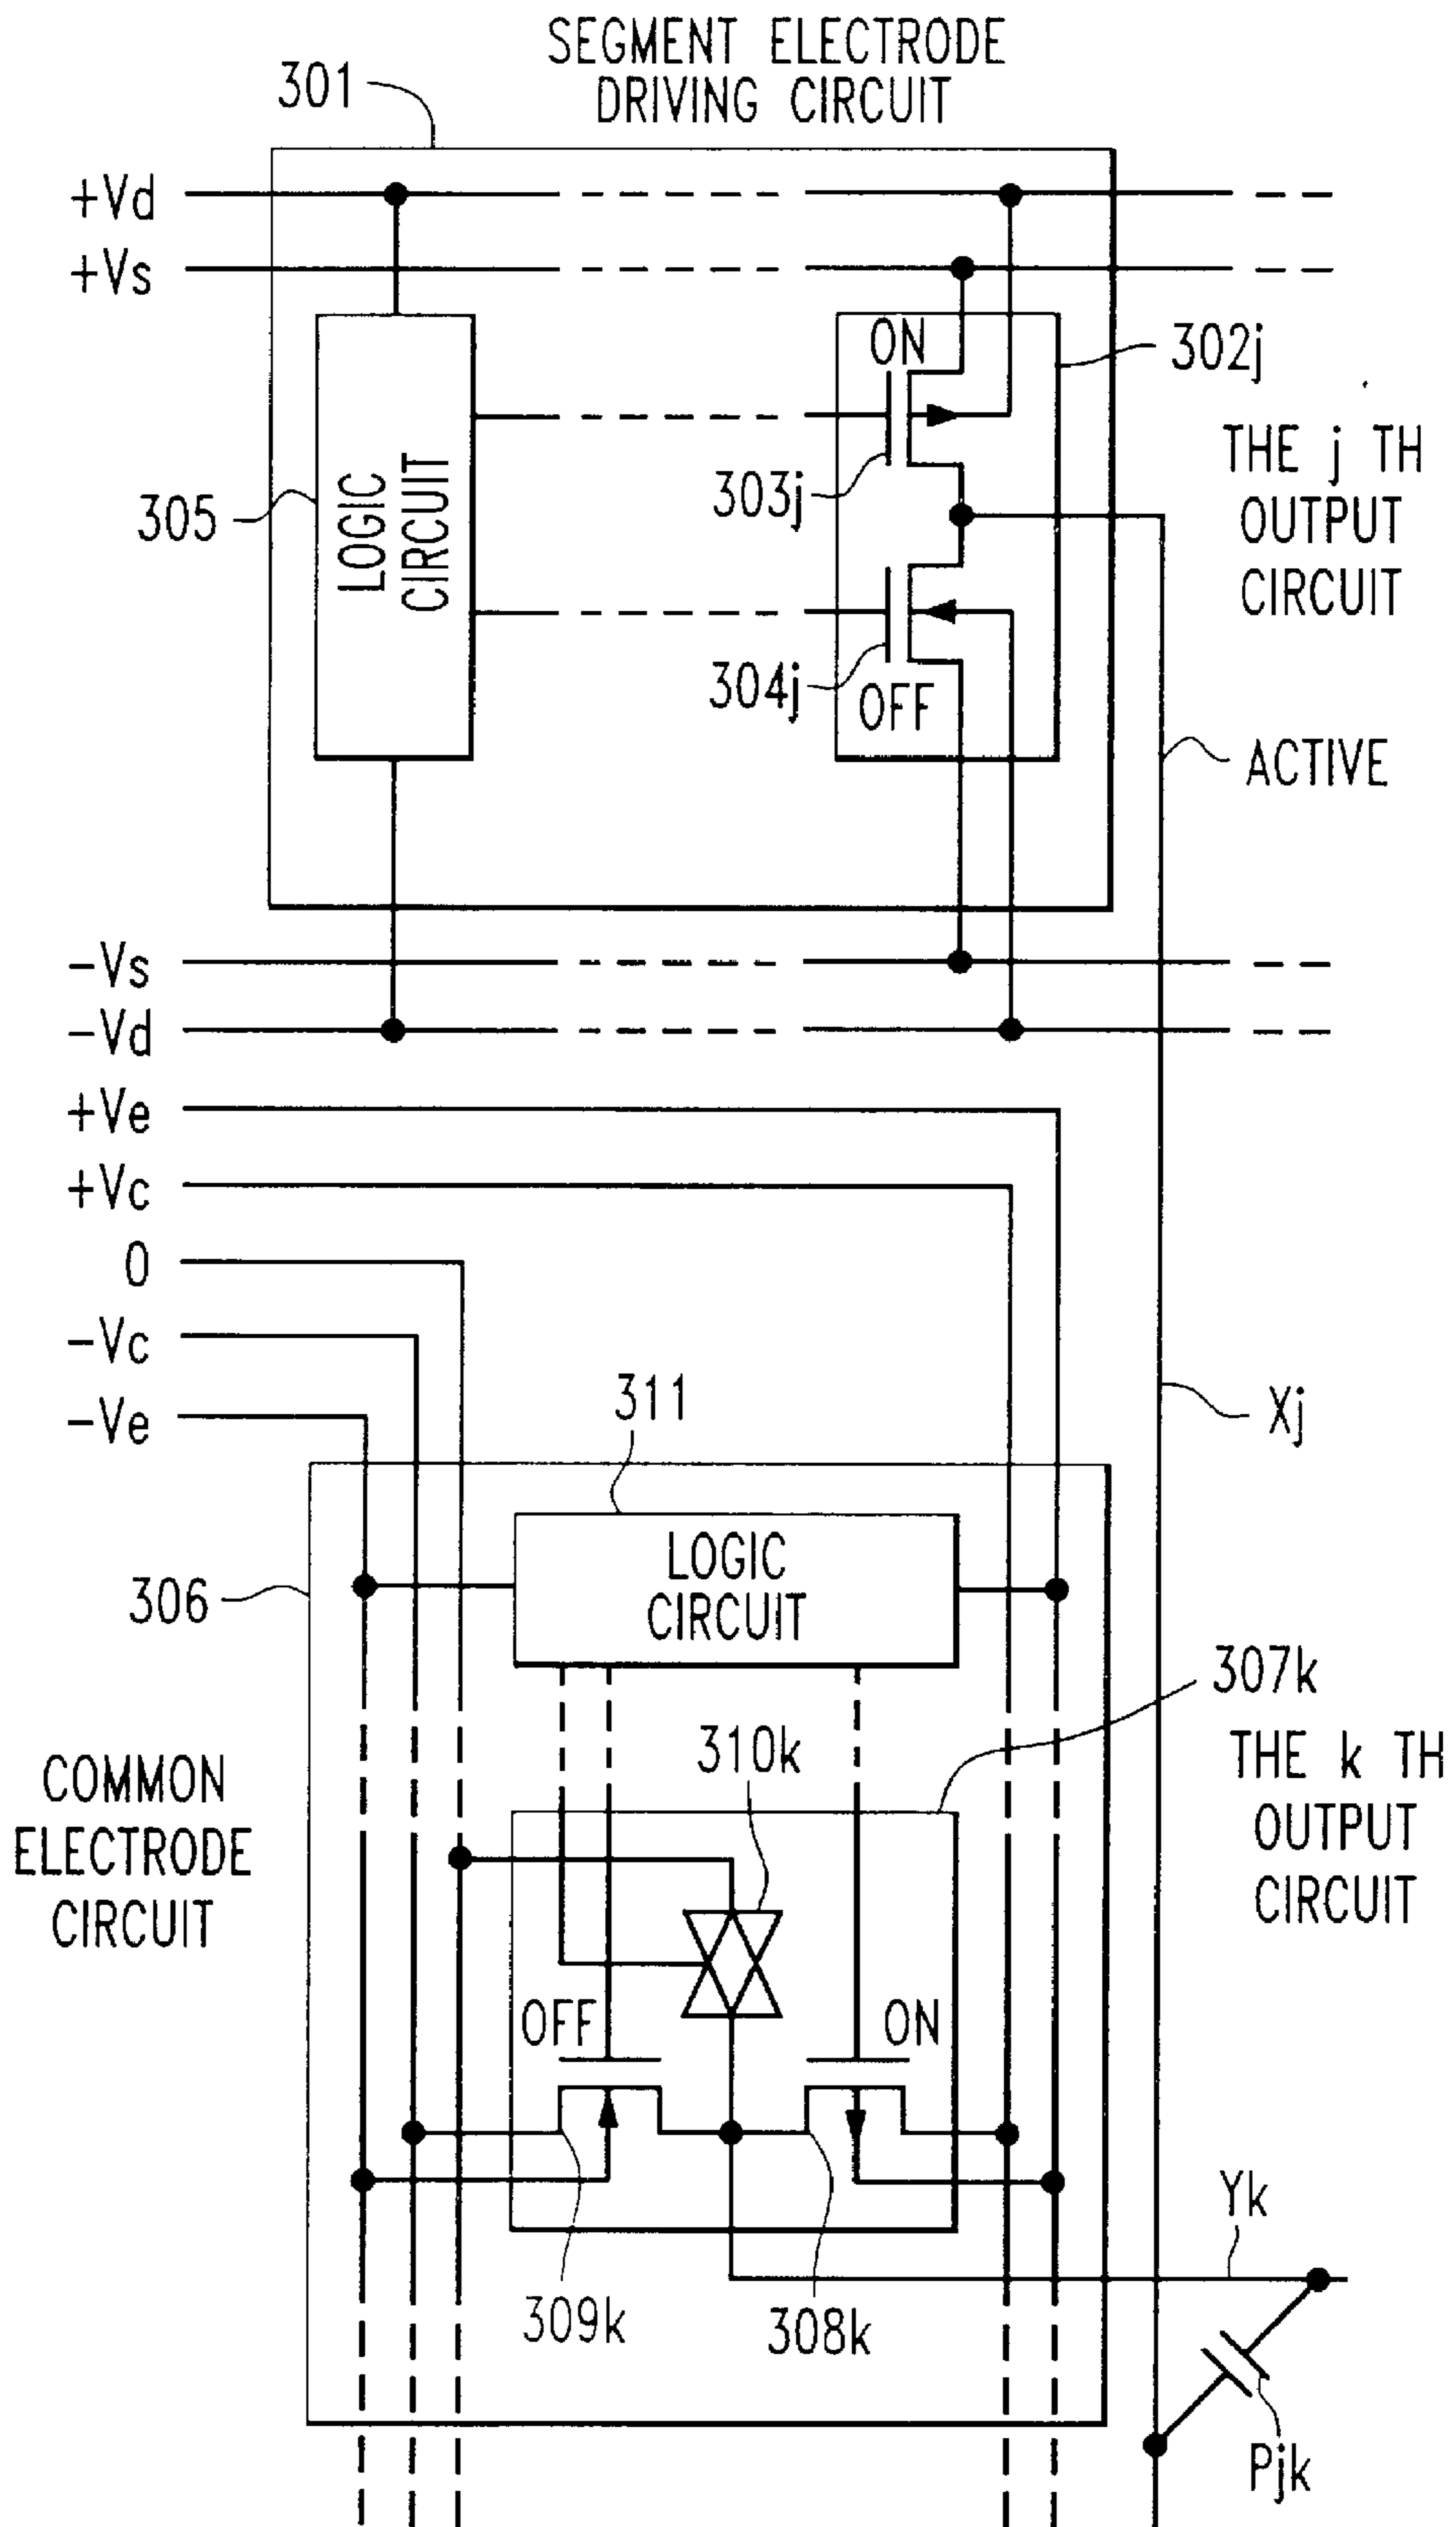 SEGMENT ELECTRODE
DRIVING CIRCUIT
301
+Vd
+Vs
ON
302j
THE j TH
OUTPUT
CIRCUIT
303j
305
LOGIC
CIRCUIT
304j
OFF
ACTIVE
-Vs
-Vd
+Ve
+Vc
0
-Vc
-Ve
311
Xj
LOGIC
CIRCUIT
306
307k
310k
THE k TH
OUTPUT
CIRCUIT
COMMON
ELECTRODE
CIRCUIT
OFF
ON
Yk
309k
308k
Pjk